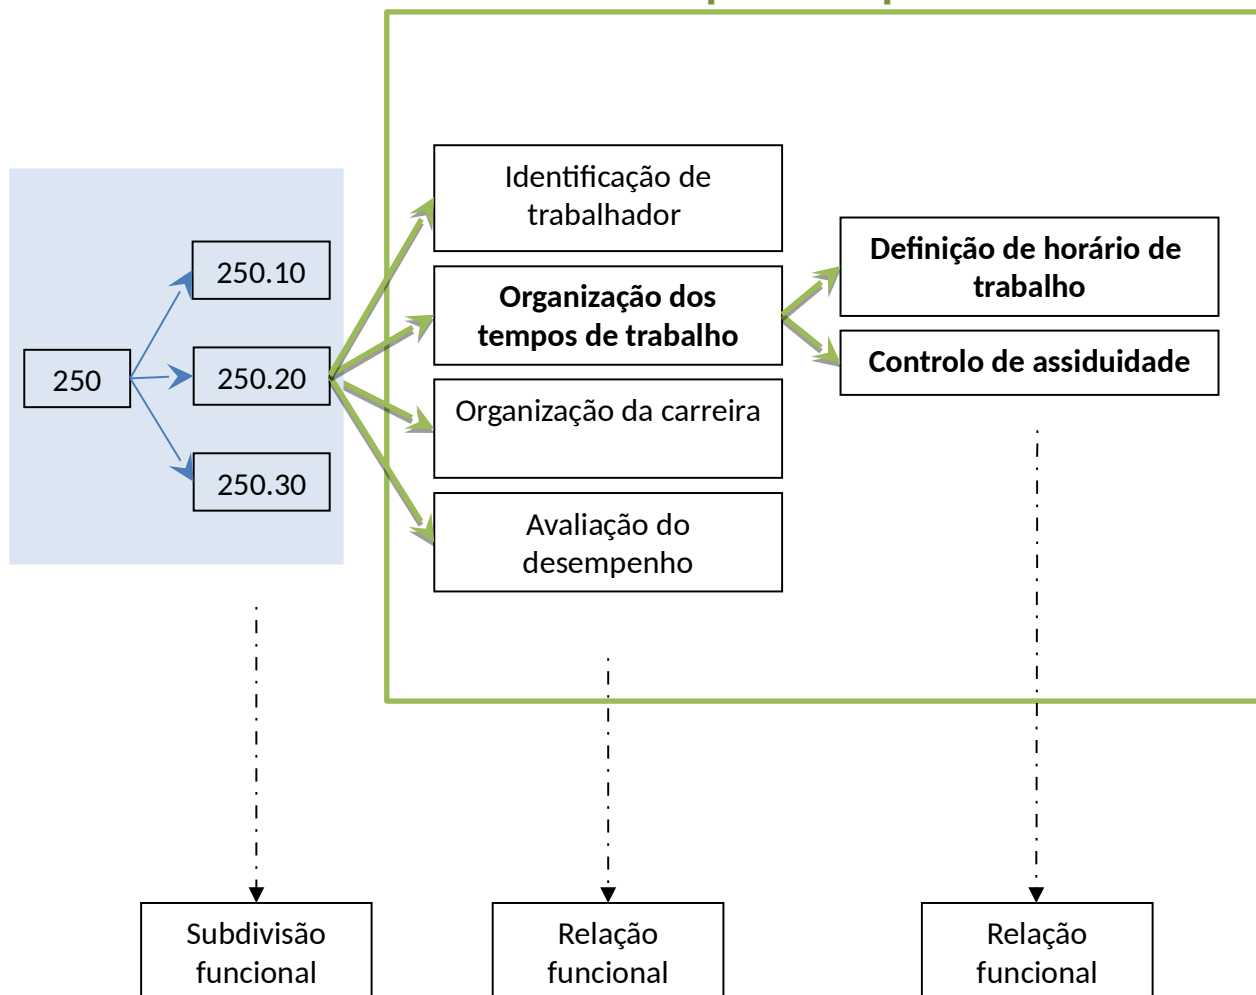 250
250.10
250.20
250.30
Identificação de
trabalhador
Organização dos
tempos de trabalho
Organização da carreira
Avaliação do
desempenho
Definição de horário de
trabalho
Controlo de assiduidade
Subdivisão
funcional
Relação
funcional
Relação
funcional